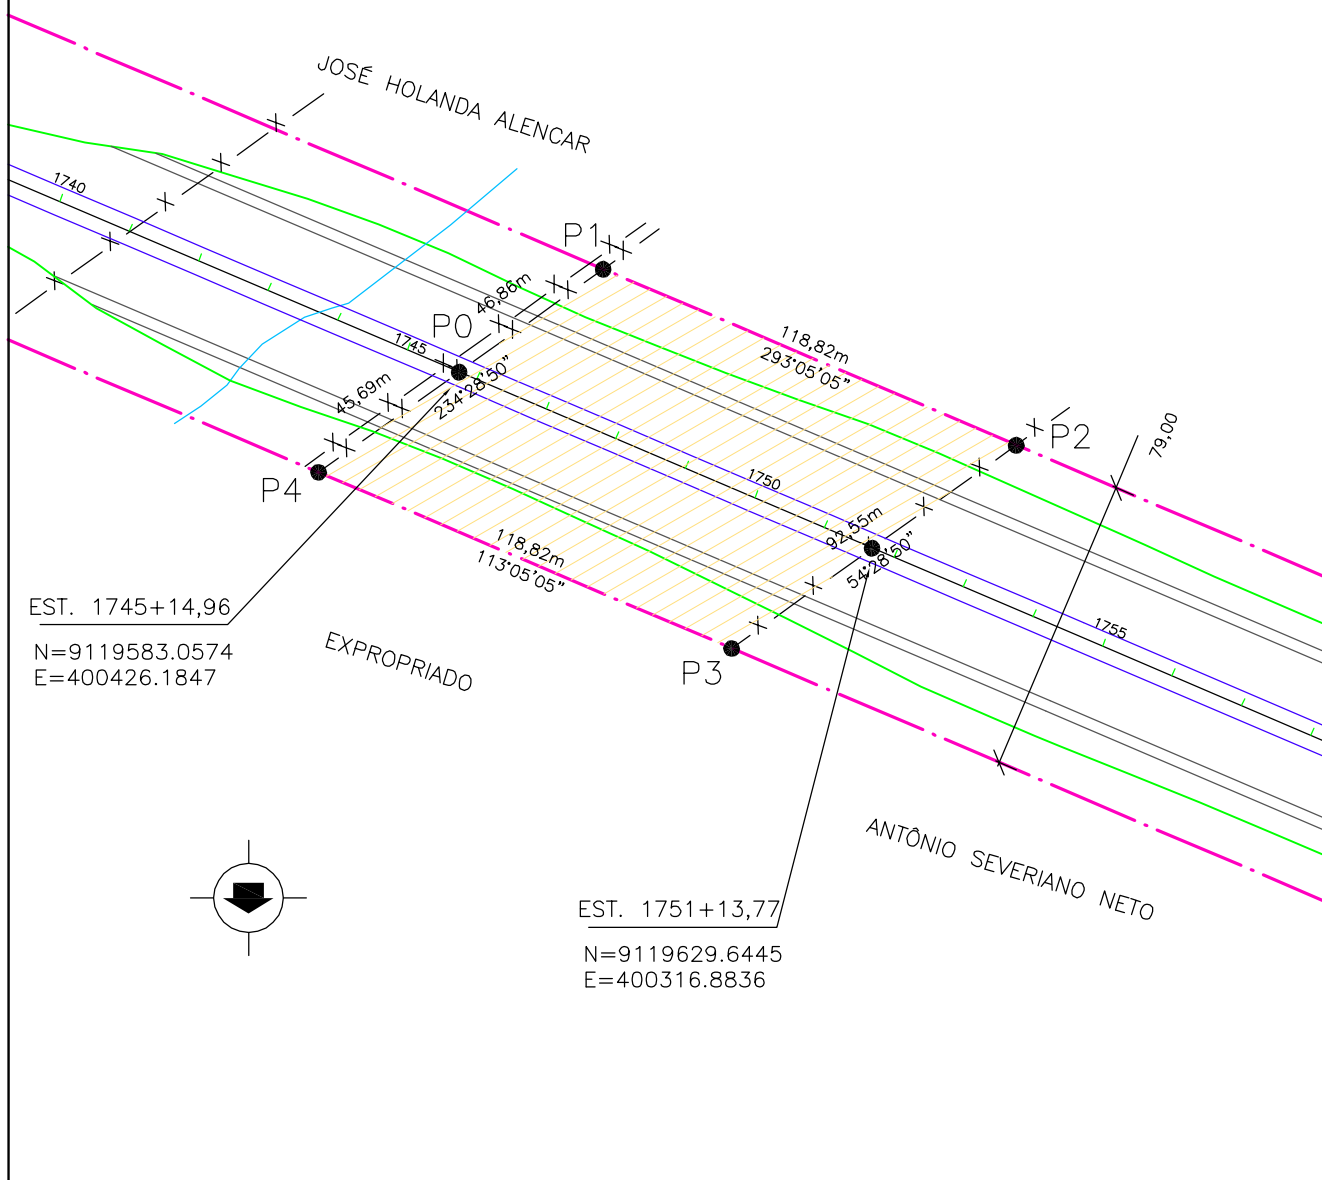 JOSÉ HOLANDA ALENCAR
1740
P1
46,86m
P0
1745
118,82m
293°05'05"
234°28'50"
45,69m
P2
79,00
P4
1750
92,55m
54°28'50"
118,82m
113°05'05"
EST. 1745+14,96
N=9119583.0574
E=400426.1847
1755
EXPROPRIADO
P3
ANTÔNIO SEVERIANO NETO
EST. 1751+13,77
N=9119629.6445
E=400316.8836